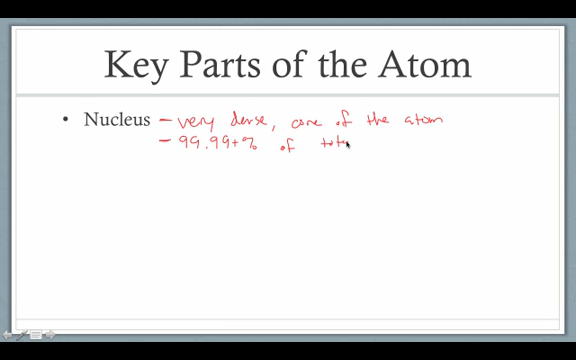 Key Parts of the Atom
• Nucleus – very dense, core of the atom
– 99.99+% of tot